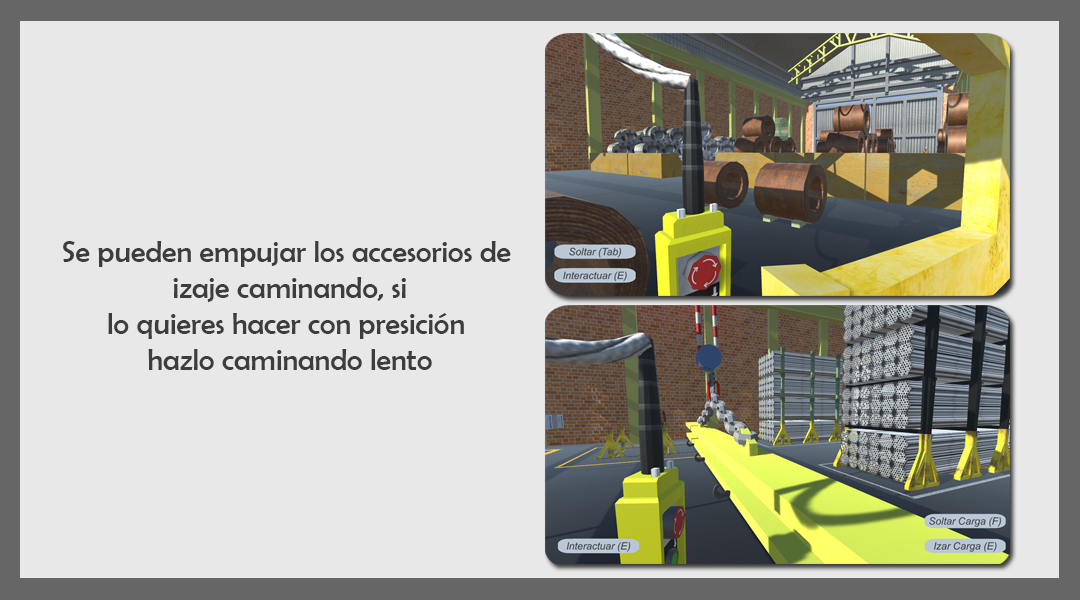 Se pueden empujar los accesorios de
izaje caminando, si
lo quieres hacer con presición
hazlo caminando lento
Soltar (Tab)
Interactuar (E)
Soltar Carga (F)
Interactuar (E)
Izar Carga (E)